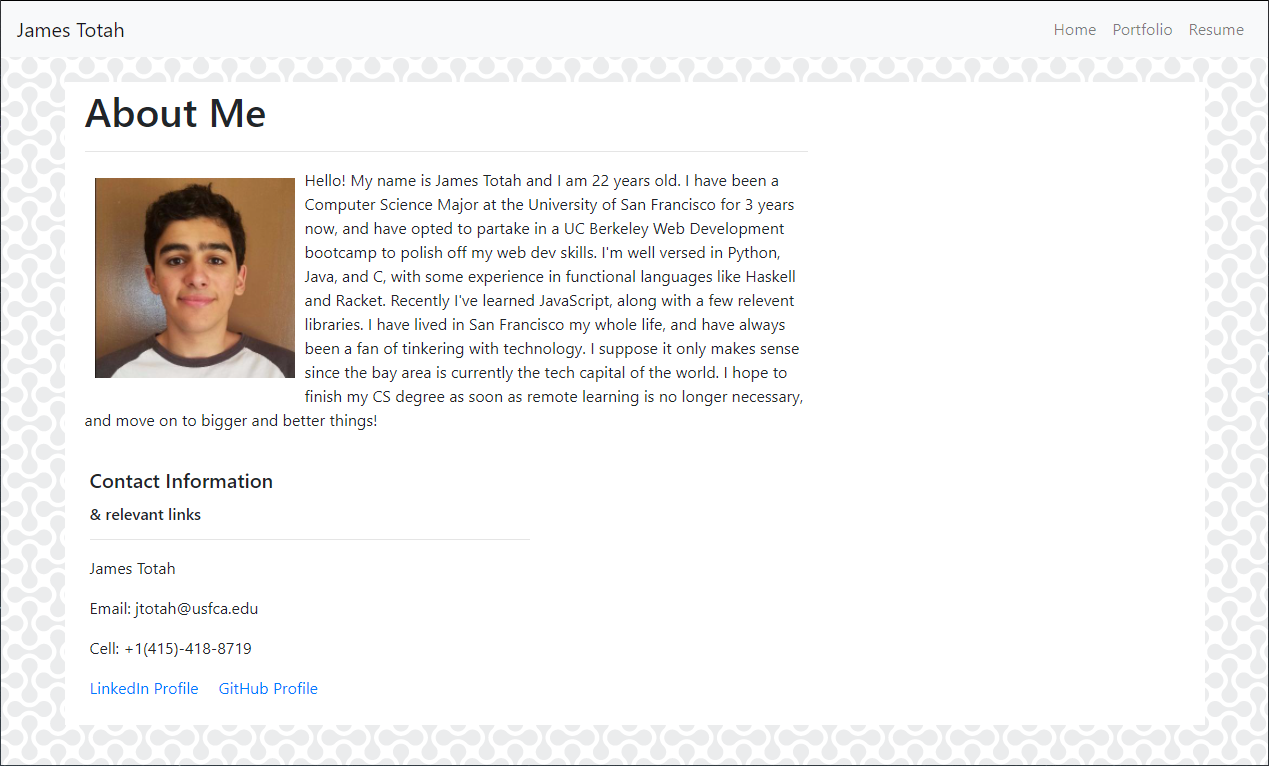 James Totah
Home Portfolio Resume
About Me
Hello! My name is James Totah and I am 22 years old. I have been a
Computer Science Major at the University of San Francisco for 3 years
now, and have opted to partake in a UC Berkeley Web Development
bootcamp to polish off my web dev skills. I'm well versed in Python,
Java, and C, with some experience in functional languages like Haskell
and Racket. Recently I've learned JavaScript, along with a few relevent
libraries. I have lived in San Francisco my whole life, and have always
been a fan of tinkering with technology. I suppose it only makes sense
since the bay area is currently the tech capital of the world. I hope to
finish my CS degree as soon as remote learning is no longer necessary,
and move on to bigger and better things!
Contact Information
& relevant links
James Totah
Email: jtotah@usfca.edu
Cell: +1(415)-418-8719
LinkedIn Profile GitHub Profile